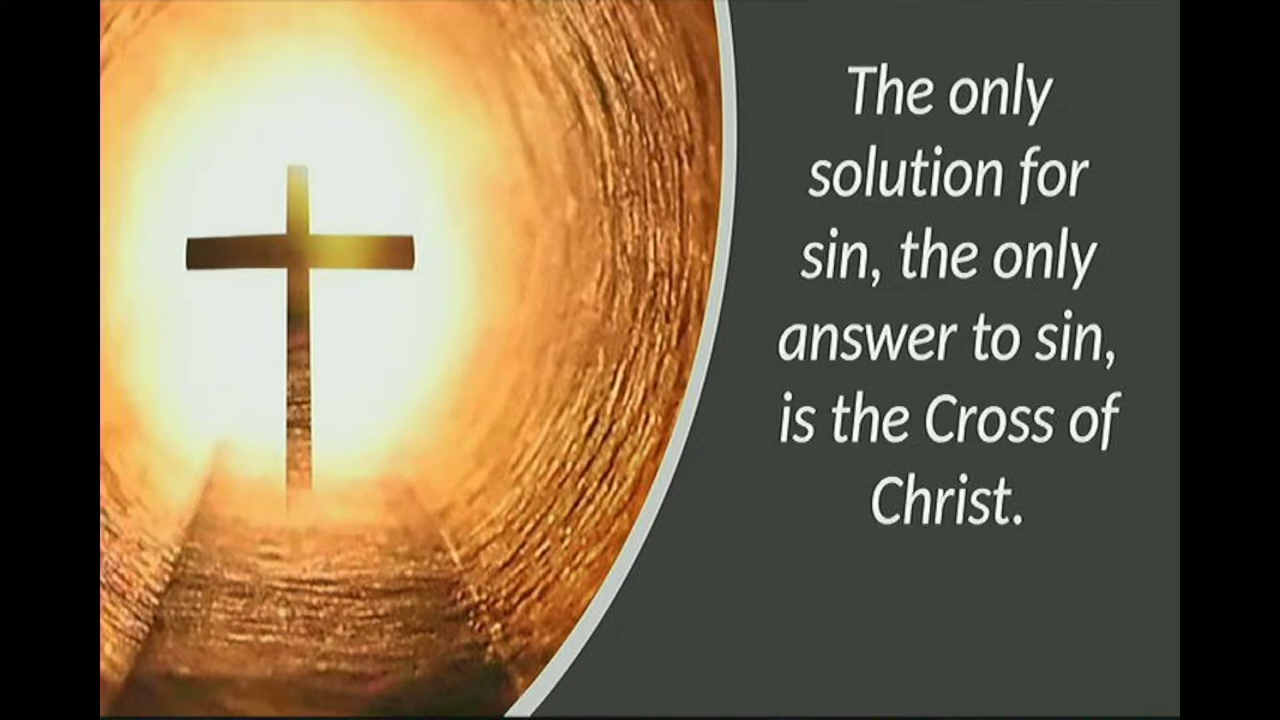 The only
solution for
sin, the only
answer to sin,
is the Cross of
Christ.